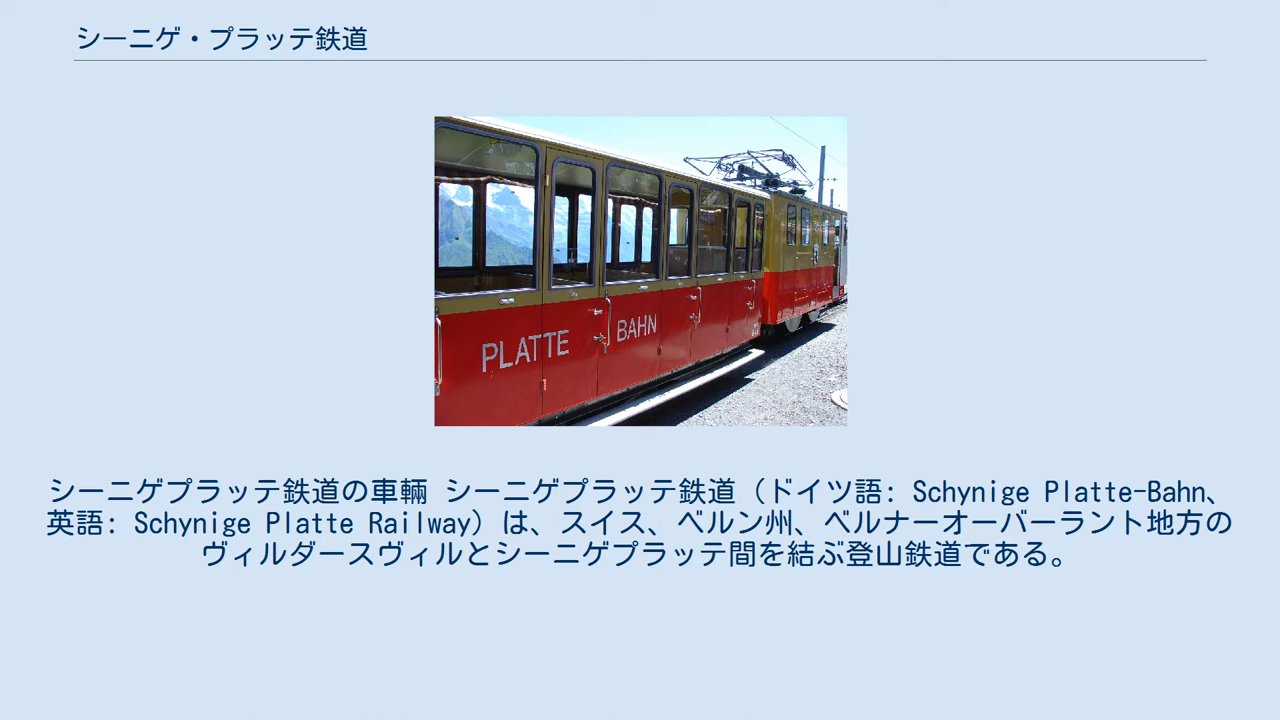 シーニゲ・プラッテ鉄道
PLATTE BAHN
シーニゲプラッテ鉄道の車輛 シーニゲプラッテ鉄道（ドイツ語: Schynige Platte-Bahn、
英語: Schynige Platte Railway）は、スイス、ベルン州、ベルナーオーバーラント地方の
ヴィルダースヴィルとシーニゲプラッテ間を結ぶ登山鉄道である。